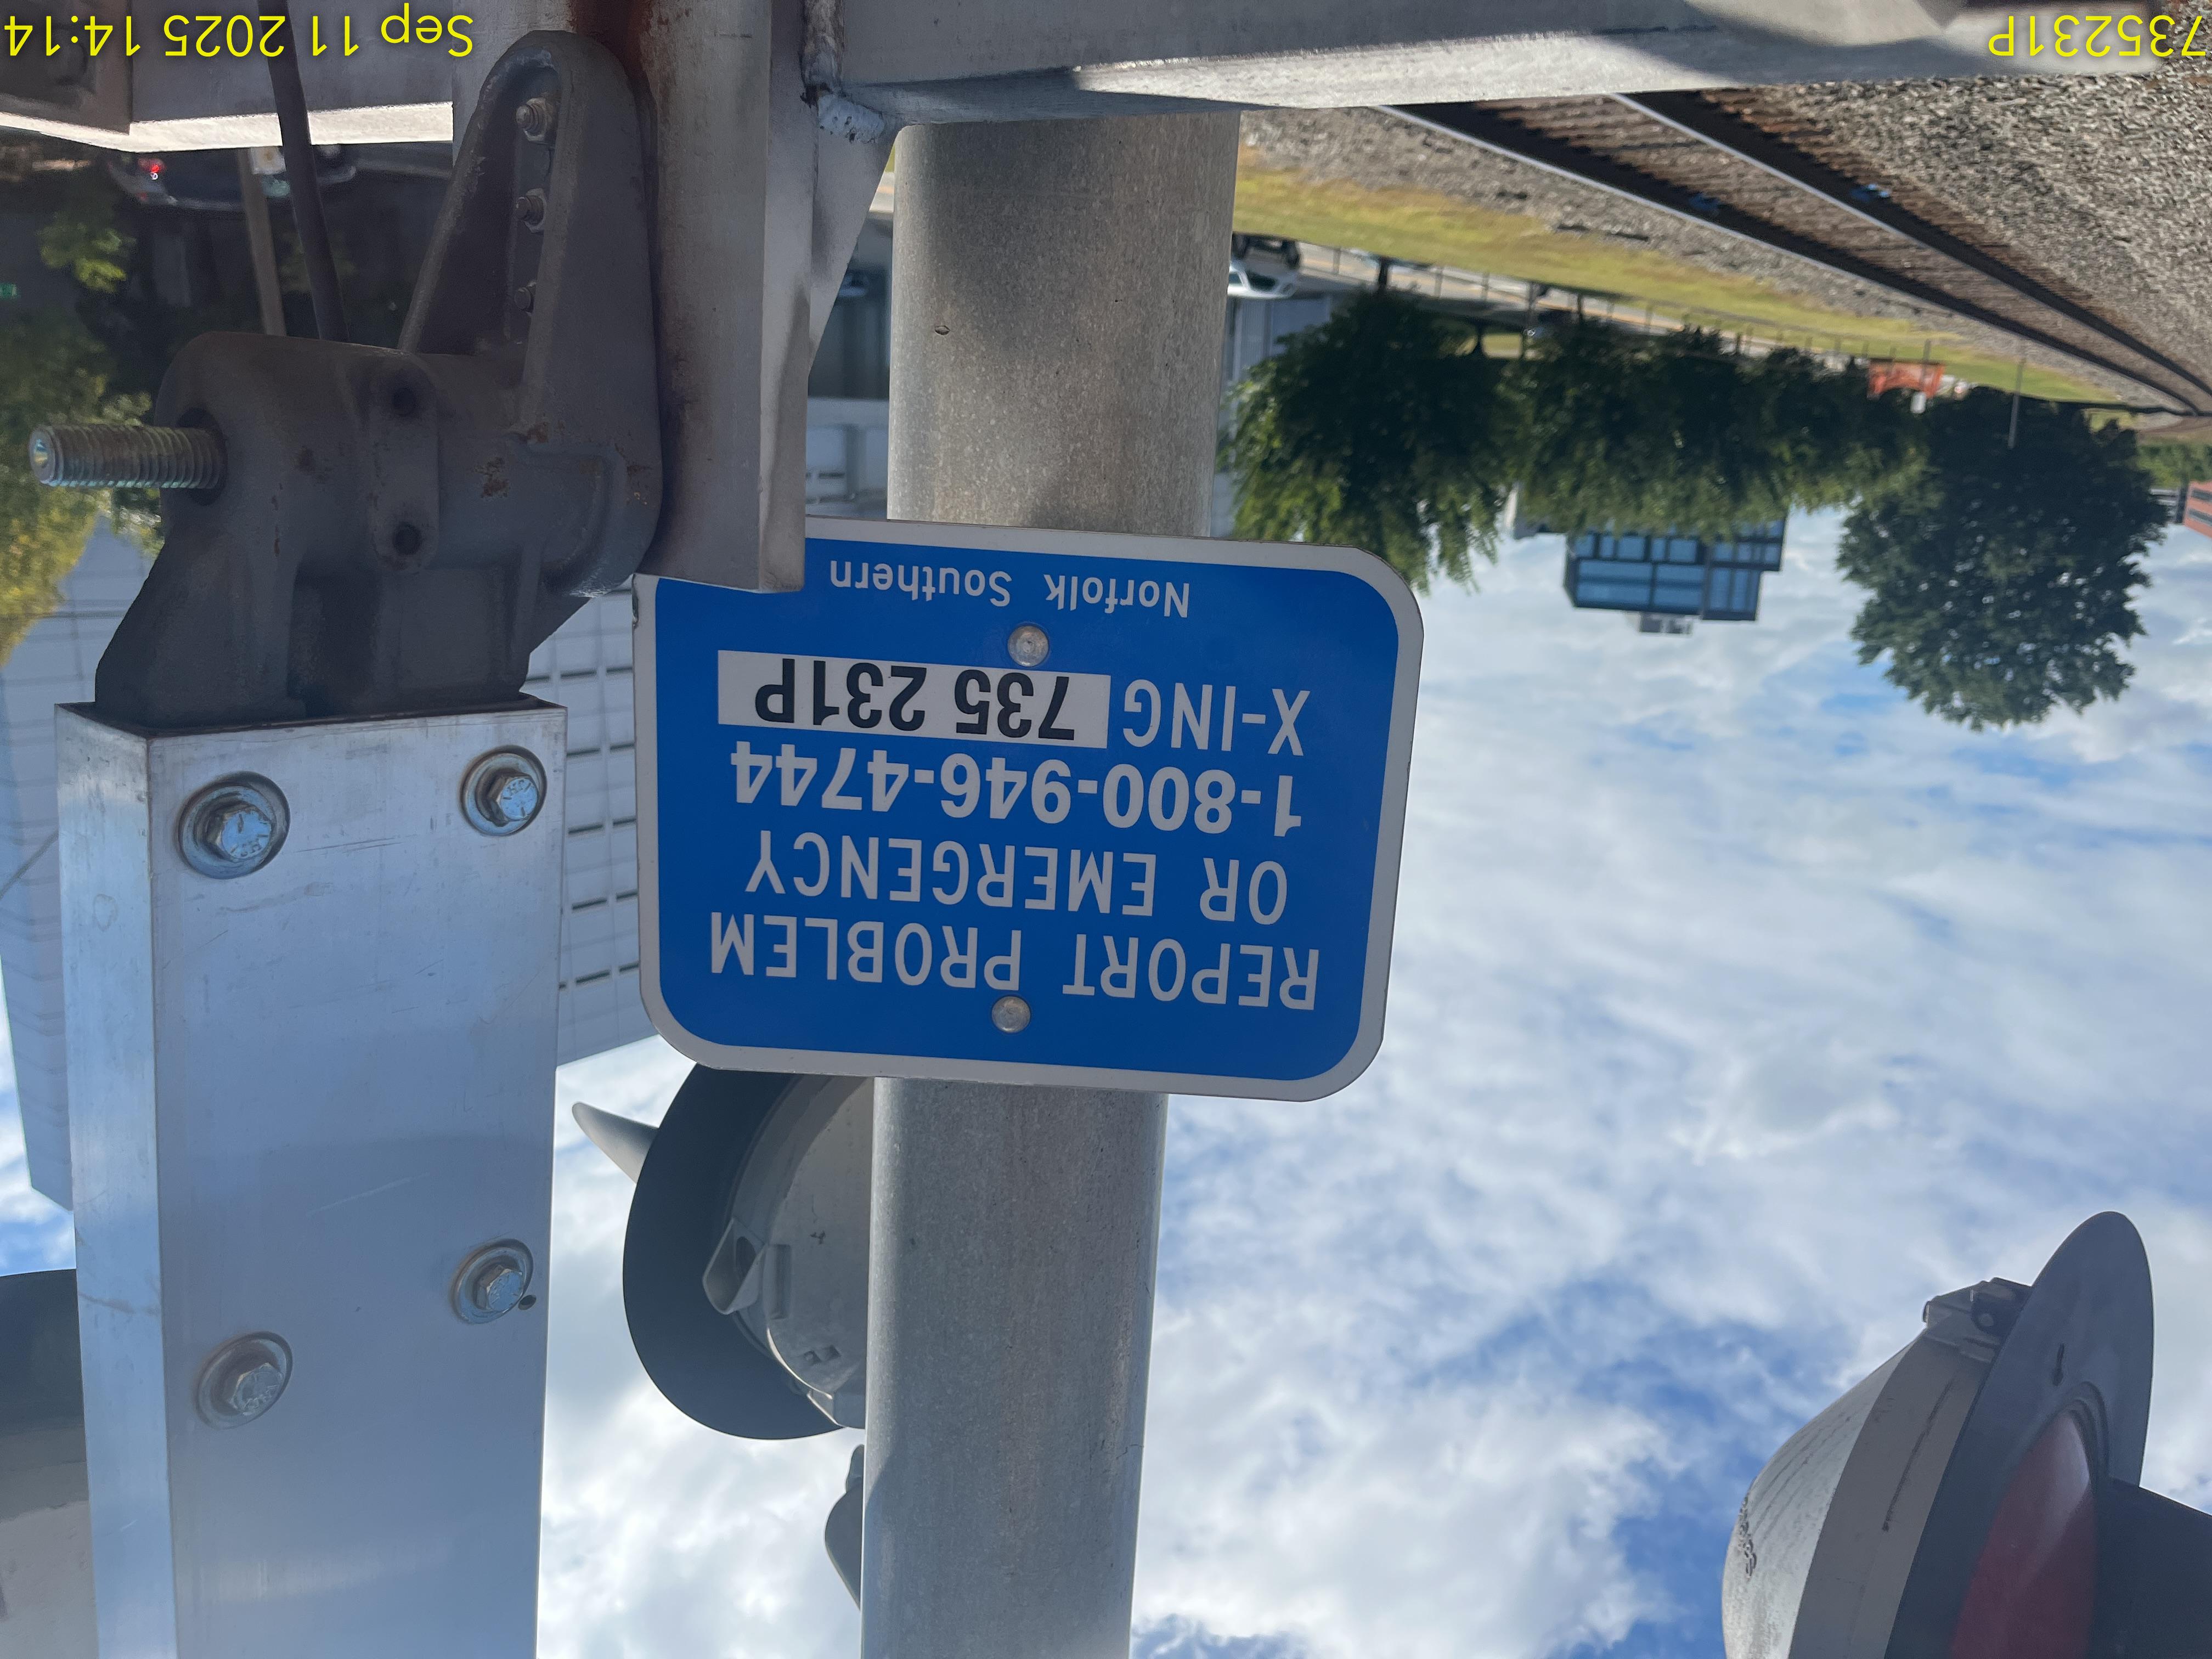 REPORT PROBLEM
OR EMERGENCY
1-800-946-4744
X-ING 735 231P
Norfolk Southern
735231P
Sep 11 2025 14:14